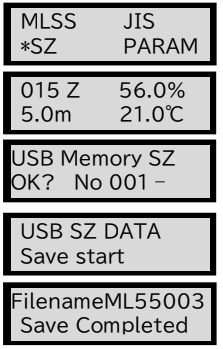 MLSS JIS
*SZ PARAM
015 Z 56.0%
5.0m 21.0℃
USB Memory SZ
OK? No 001 −
USB SZ DATA
Save start
FilenameML55003
Save Completed